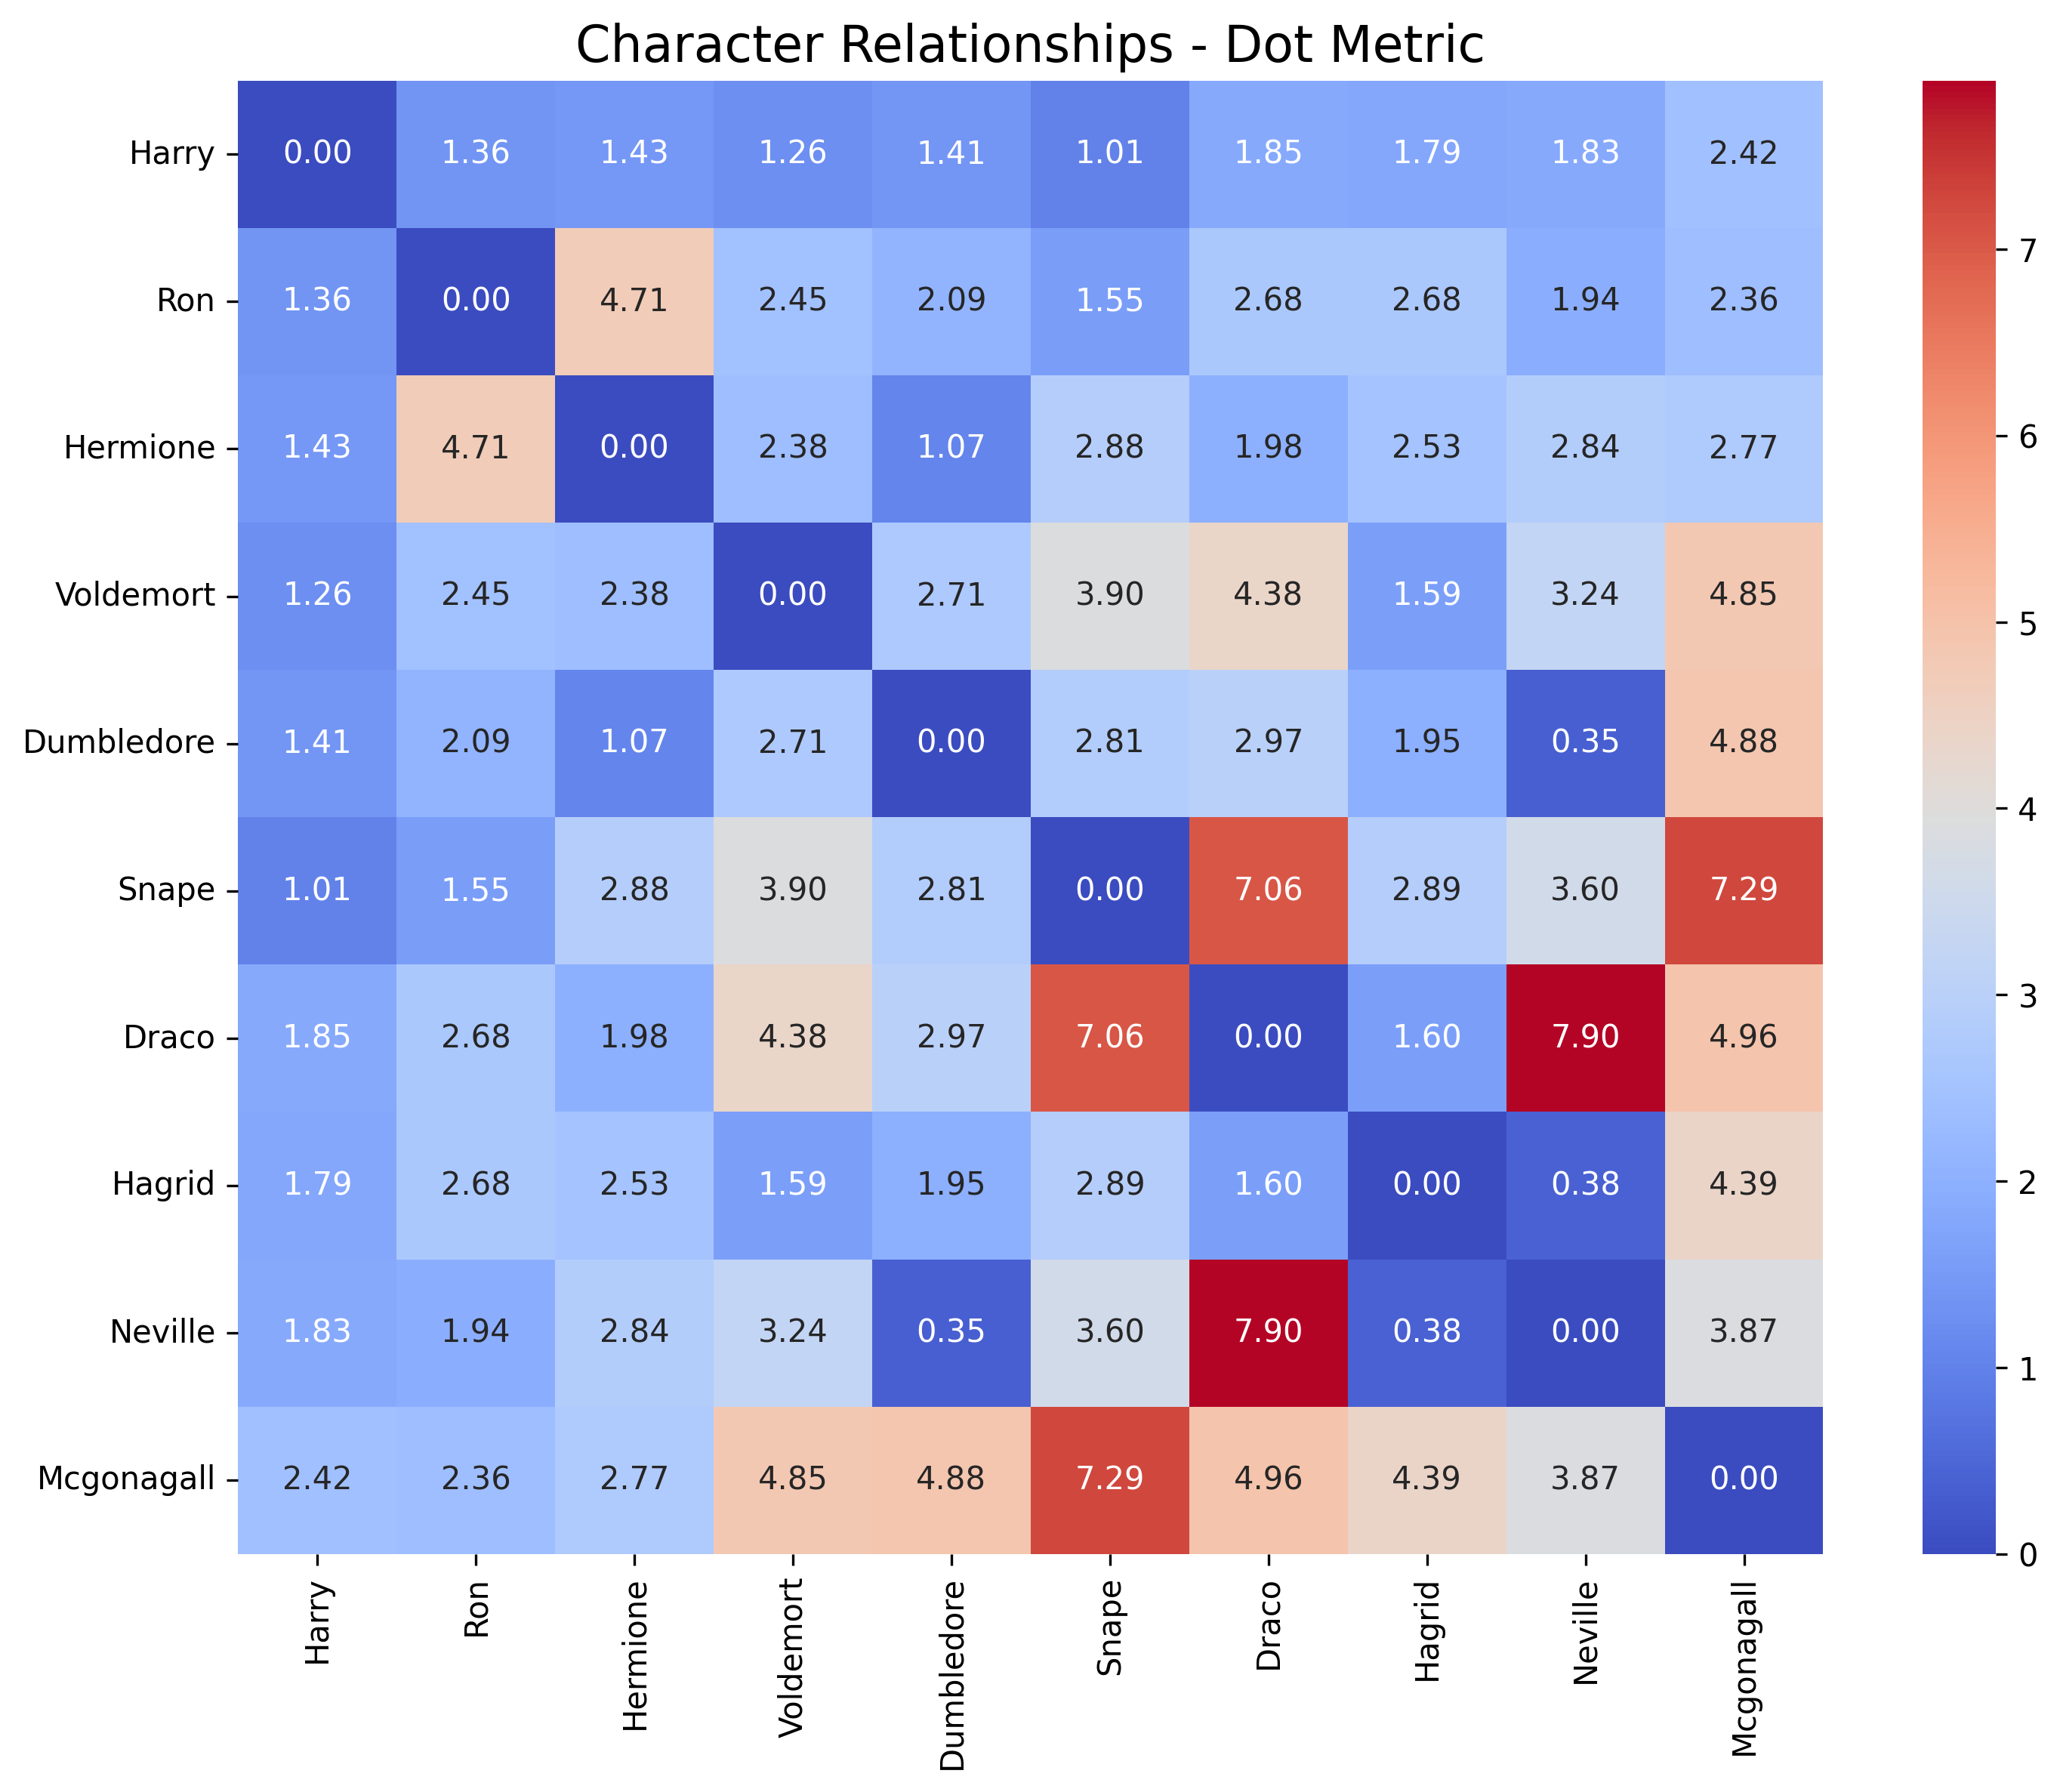 Character Relationships - Dot Metric
Harry 0.00 1.36 1.43 1.26 1.41 1.01 1.85 1.79 1.83 2.42
Ron 1.36 0.00 4.71 2.45 2.09 1.55 2.68 2.68 1.94 2.36
Hermione 1.43 4.71 0.00 2.38 1.07 2.88 1.98 2.53 2.84 2.77
Voldemort 1.26 2.45 2.38 0.00 2.71 3.90 4.38 1.59 3.24 4.85
Dumbledore 1.41 2.09 1.07 2.71 0.00 2.81 2.97 1.95 0.35 4.88
Snape 1.01 1.55 2.88 3.90 2.81 0.00 7.06 2.89 3.60 7.29
Draco 1.85 2.68 1.98 4.38 2.97 7.06 0.00 1.60 7.90 4.96
Hagrid 1.79 2.68 2.53 1.59 1.95 2.89 1.60 0.00 0.38 4.39
Neville 1.83 1.94 2.84 3.24 0.35 3.60 7.90 0.38 0.00 3.87
Mcgonagall 2.42 2.36 2.77 4.85 4.88 7.29 4.96 4.39 3.87 0.00
Harry Ron Hermione Voldemort Dumbledore Snape Draco Hagrid Neville Mcgonagall
7
6
5
4
3
2
1
0